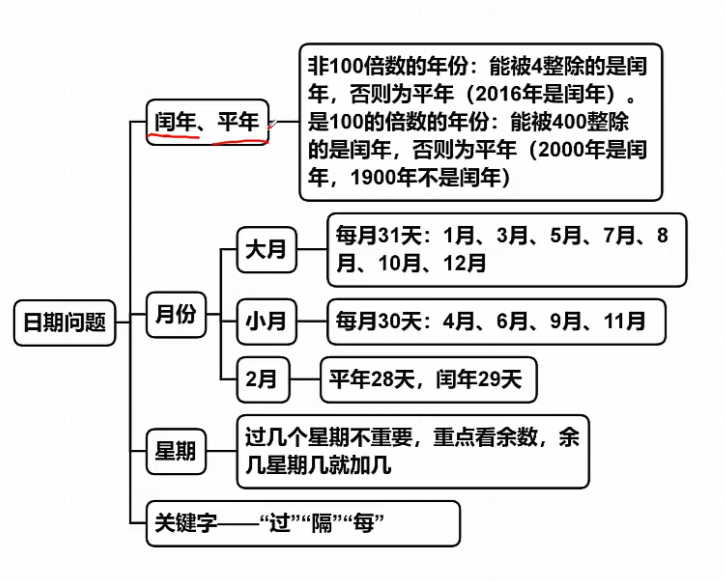 日期问题
闰年、平年
非100倍数的年份：能被4整除的是闰
年，否则为平年（2016年是闰年）。
是100的倍数的年份：能被400整除
的是闰年，否则为平年（2000年是闰
年，1900年不是闰年）
月份
大月
每月31天：1月、3月、5月、7月、8
月、10月、12月
小月
每月30天：4月、6月、9月、11月
2月
平年28天，闰年29天
星期
过几个星期不重要，重点看余数，余
几星期几就加几
关键字——“过”“隔”“每”